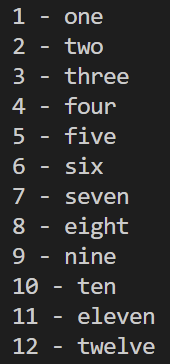 1 - one
2 - two
3 - three
4 - four
5 - five
6 - six
7 - seven
8 - eight
9 - nine
10 - ten
11 - eleven
12 - twelve